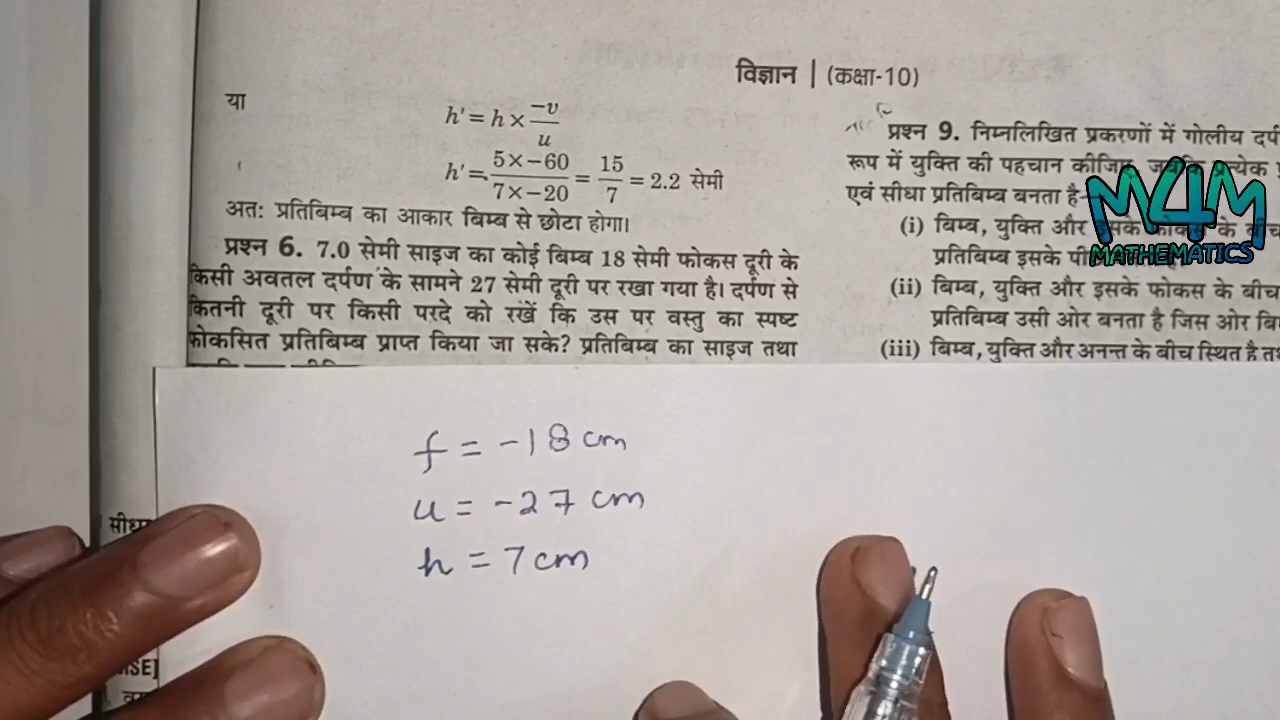 विज्ञान | (कक्षा-10)
या
h' = h × -v/u
h' = 5×-60/7×-20 = 15/7 = 2.2 सेमी
अत: प्रतिबिम्ब का आकार बिम्ब से छोटा होगा।
प्रश्न 6. 7.0 सेमी साइज का कोई बिम्ब 18 सेमी फोकस दूरी के
किसी अवतल दर्पण के सामने 27 सेमी दूरी पर रखा गया है। दर्पण से
कितनी दूरी पर किसी परदे को रखें कि उस पर वस्तु का स्पष्ट
फोकसित प्रतिबिम्ब प्राप्त किया जा सके? प्रतिबिम्ब का साइज तथा
प्रश्न 9. निम्नलिखित प्रकरणों में गोलीय दर्प
रूप में युक्ति की पहचान कीजिए,
एवं सीधा प्रतिबिम्ब बनता है-
(i) बिम्ब, युक्ति और इसके फोकस के बीच
प्रतिबिम्ब इसके
(ii) बिम्ब, युक्ति और इसके फोकस के बीच
प्रतिबिम्ब उसी ओर बनता है जिस ओर बि
(iii) बिम्ब, युक्ति और अनन्त के बीच स्थित है त
M4M
MATHEMATICS
f = -18 cm
u = -27 cm
h = 7 cm